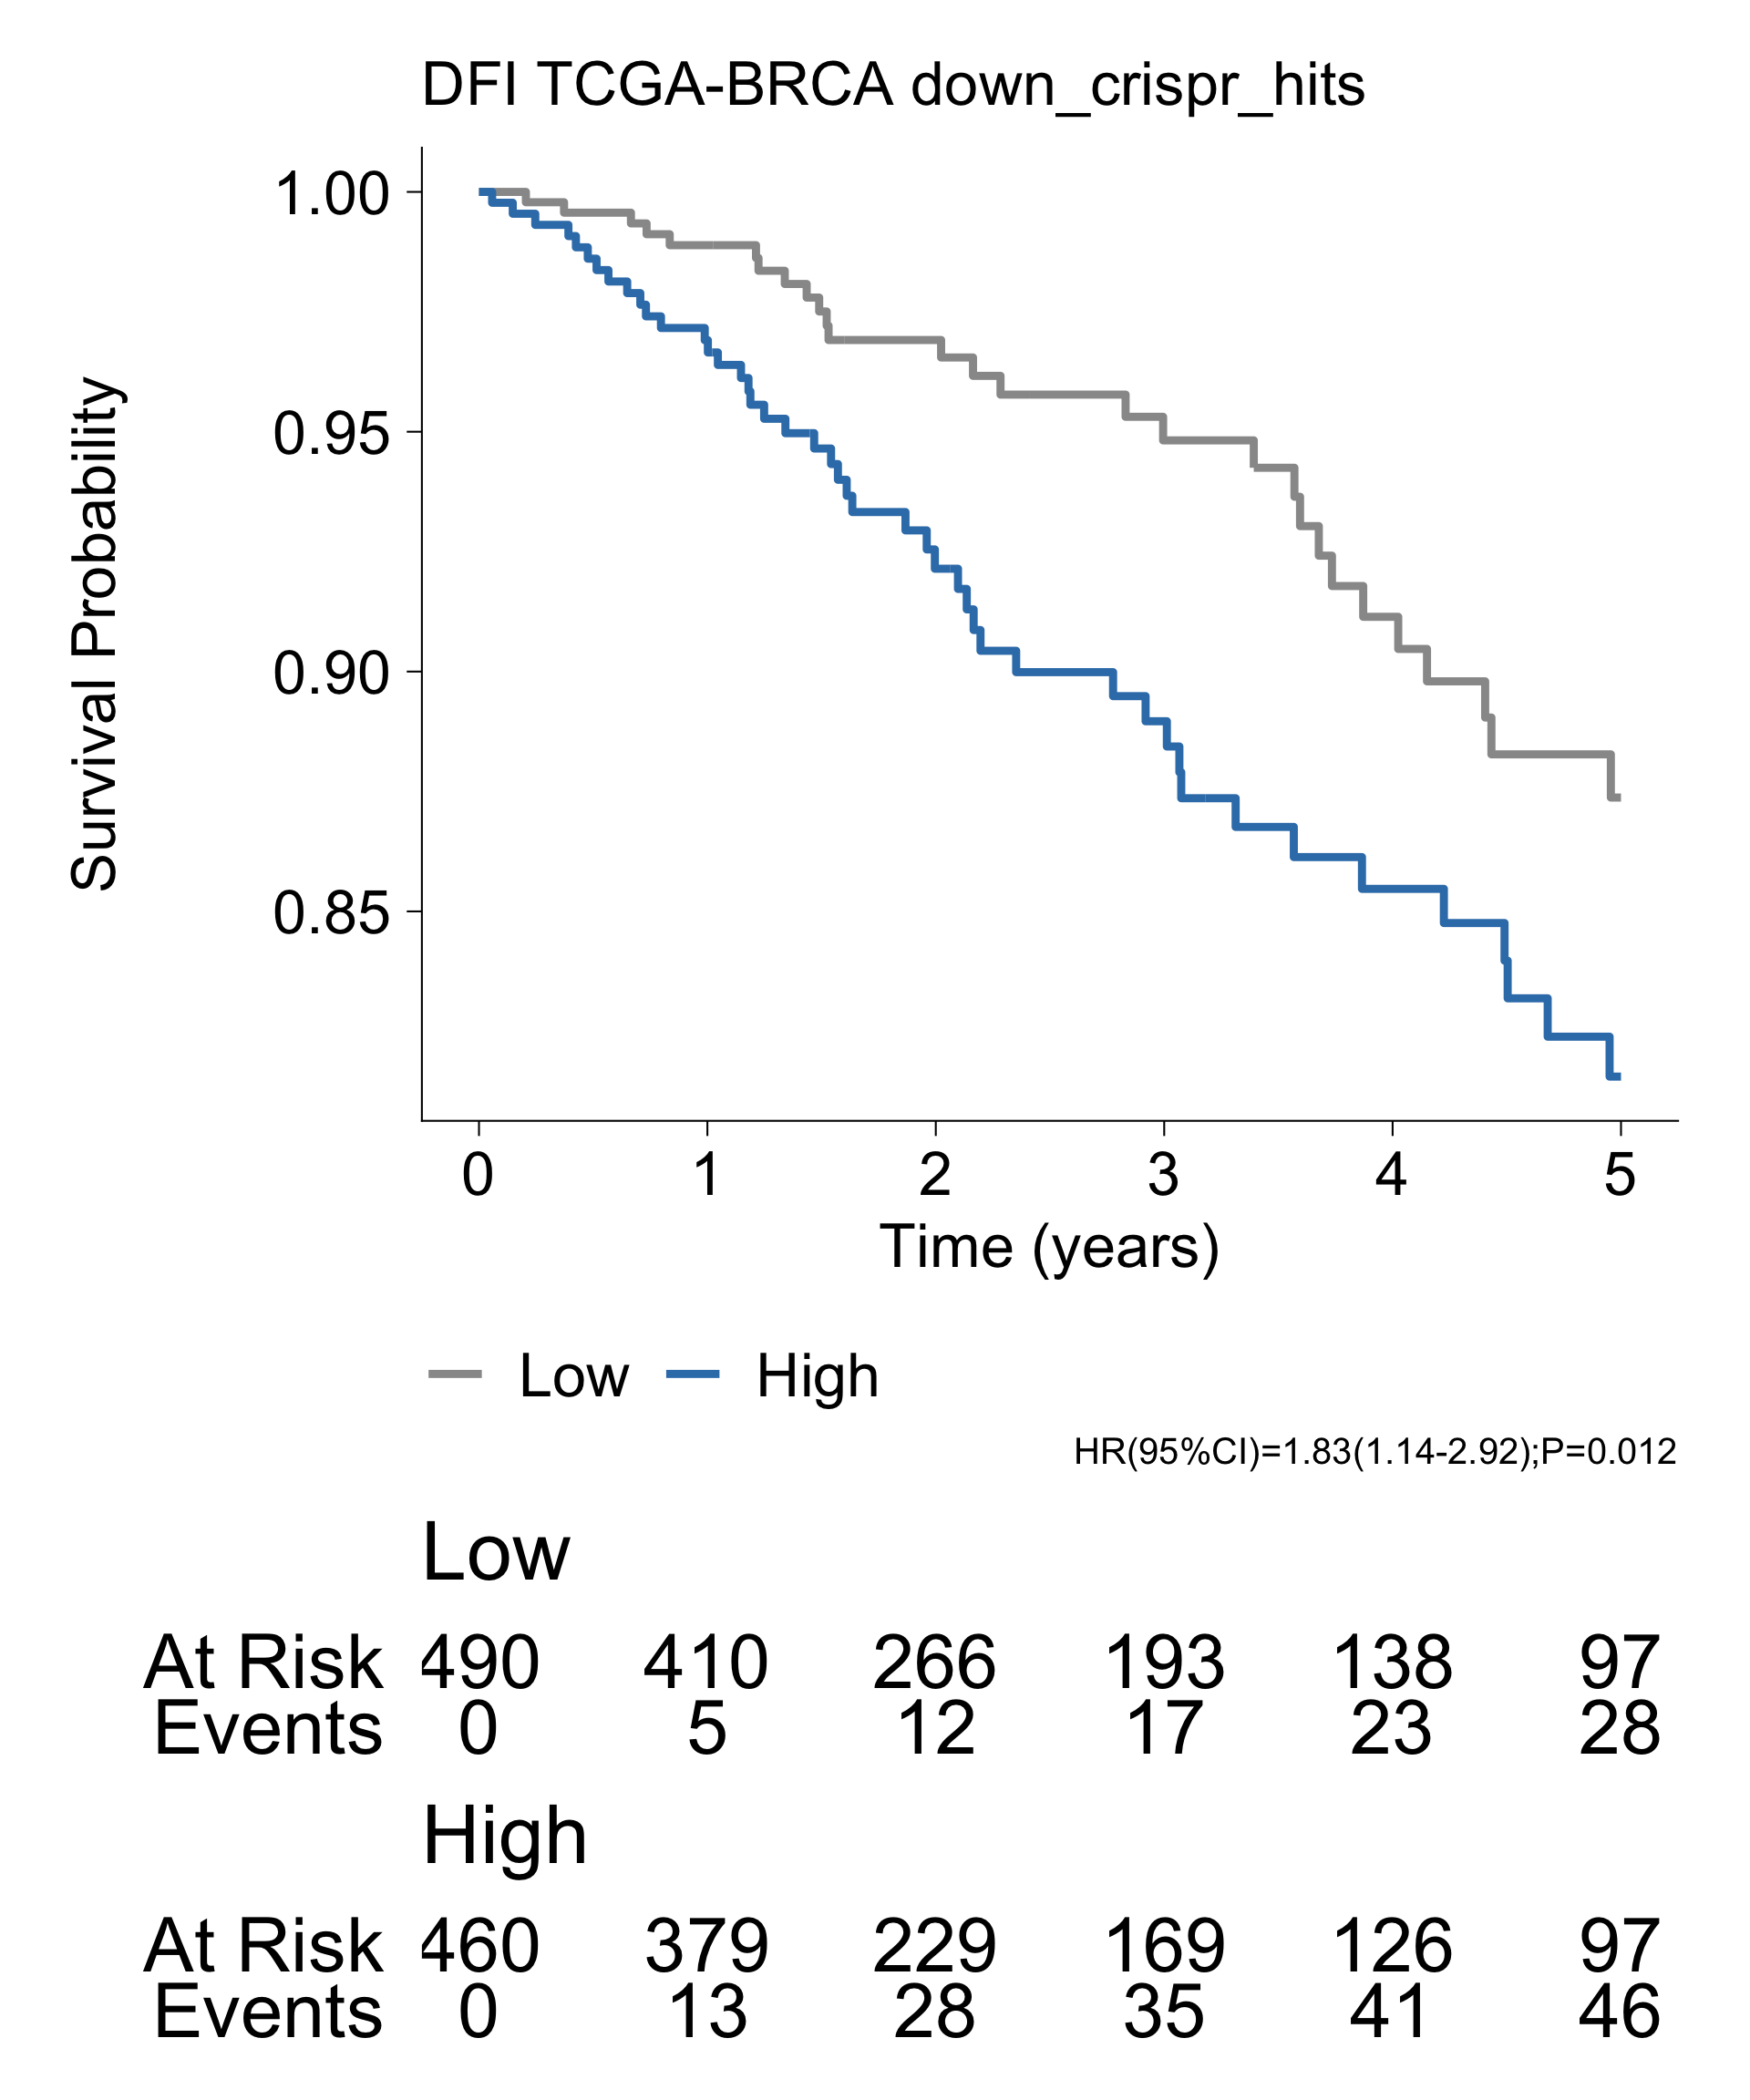 DFI TCGA-BRCA down_crispr_hits
Survival Probability
1.00
0.95
0.90
0.85
0 1 2 3 4 5
Time (years)
Low High
HR(95%CI)=1.83(1.14-2.92);P=0.012
Low
At Risk 490 410 266 193 138 97
Events 0 5 12 17 23 28
High
At Risk 460 379 229 169 126 97
Events 0 13 28 35 41 46